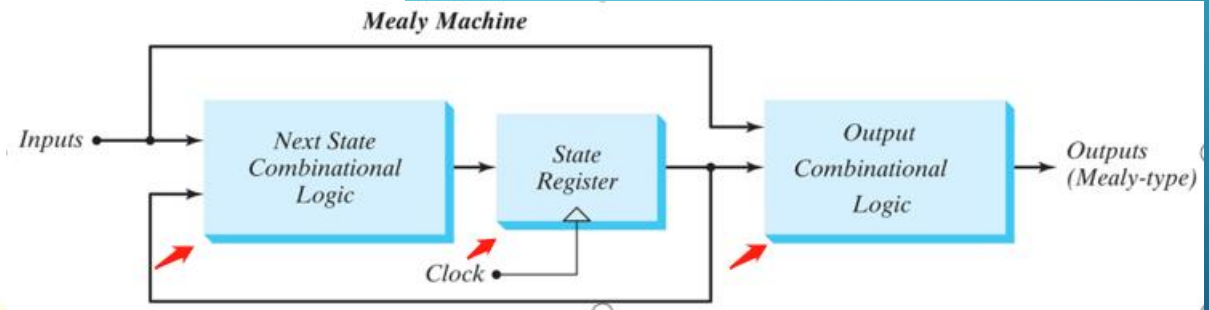 Mealy Machine
Inputs
Next State
Combinational
Logic
State
Register
Clock
Output
Combinational
Logic
Outputs
(Mealy-type)